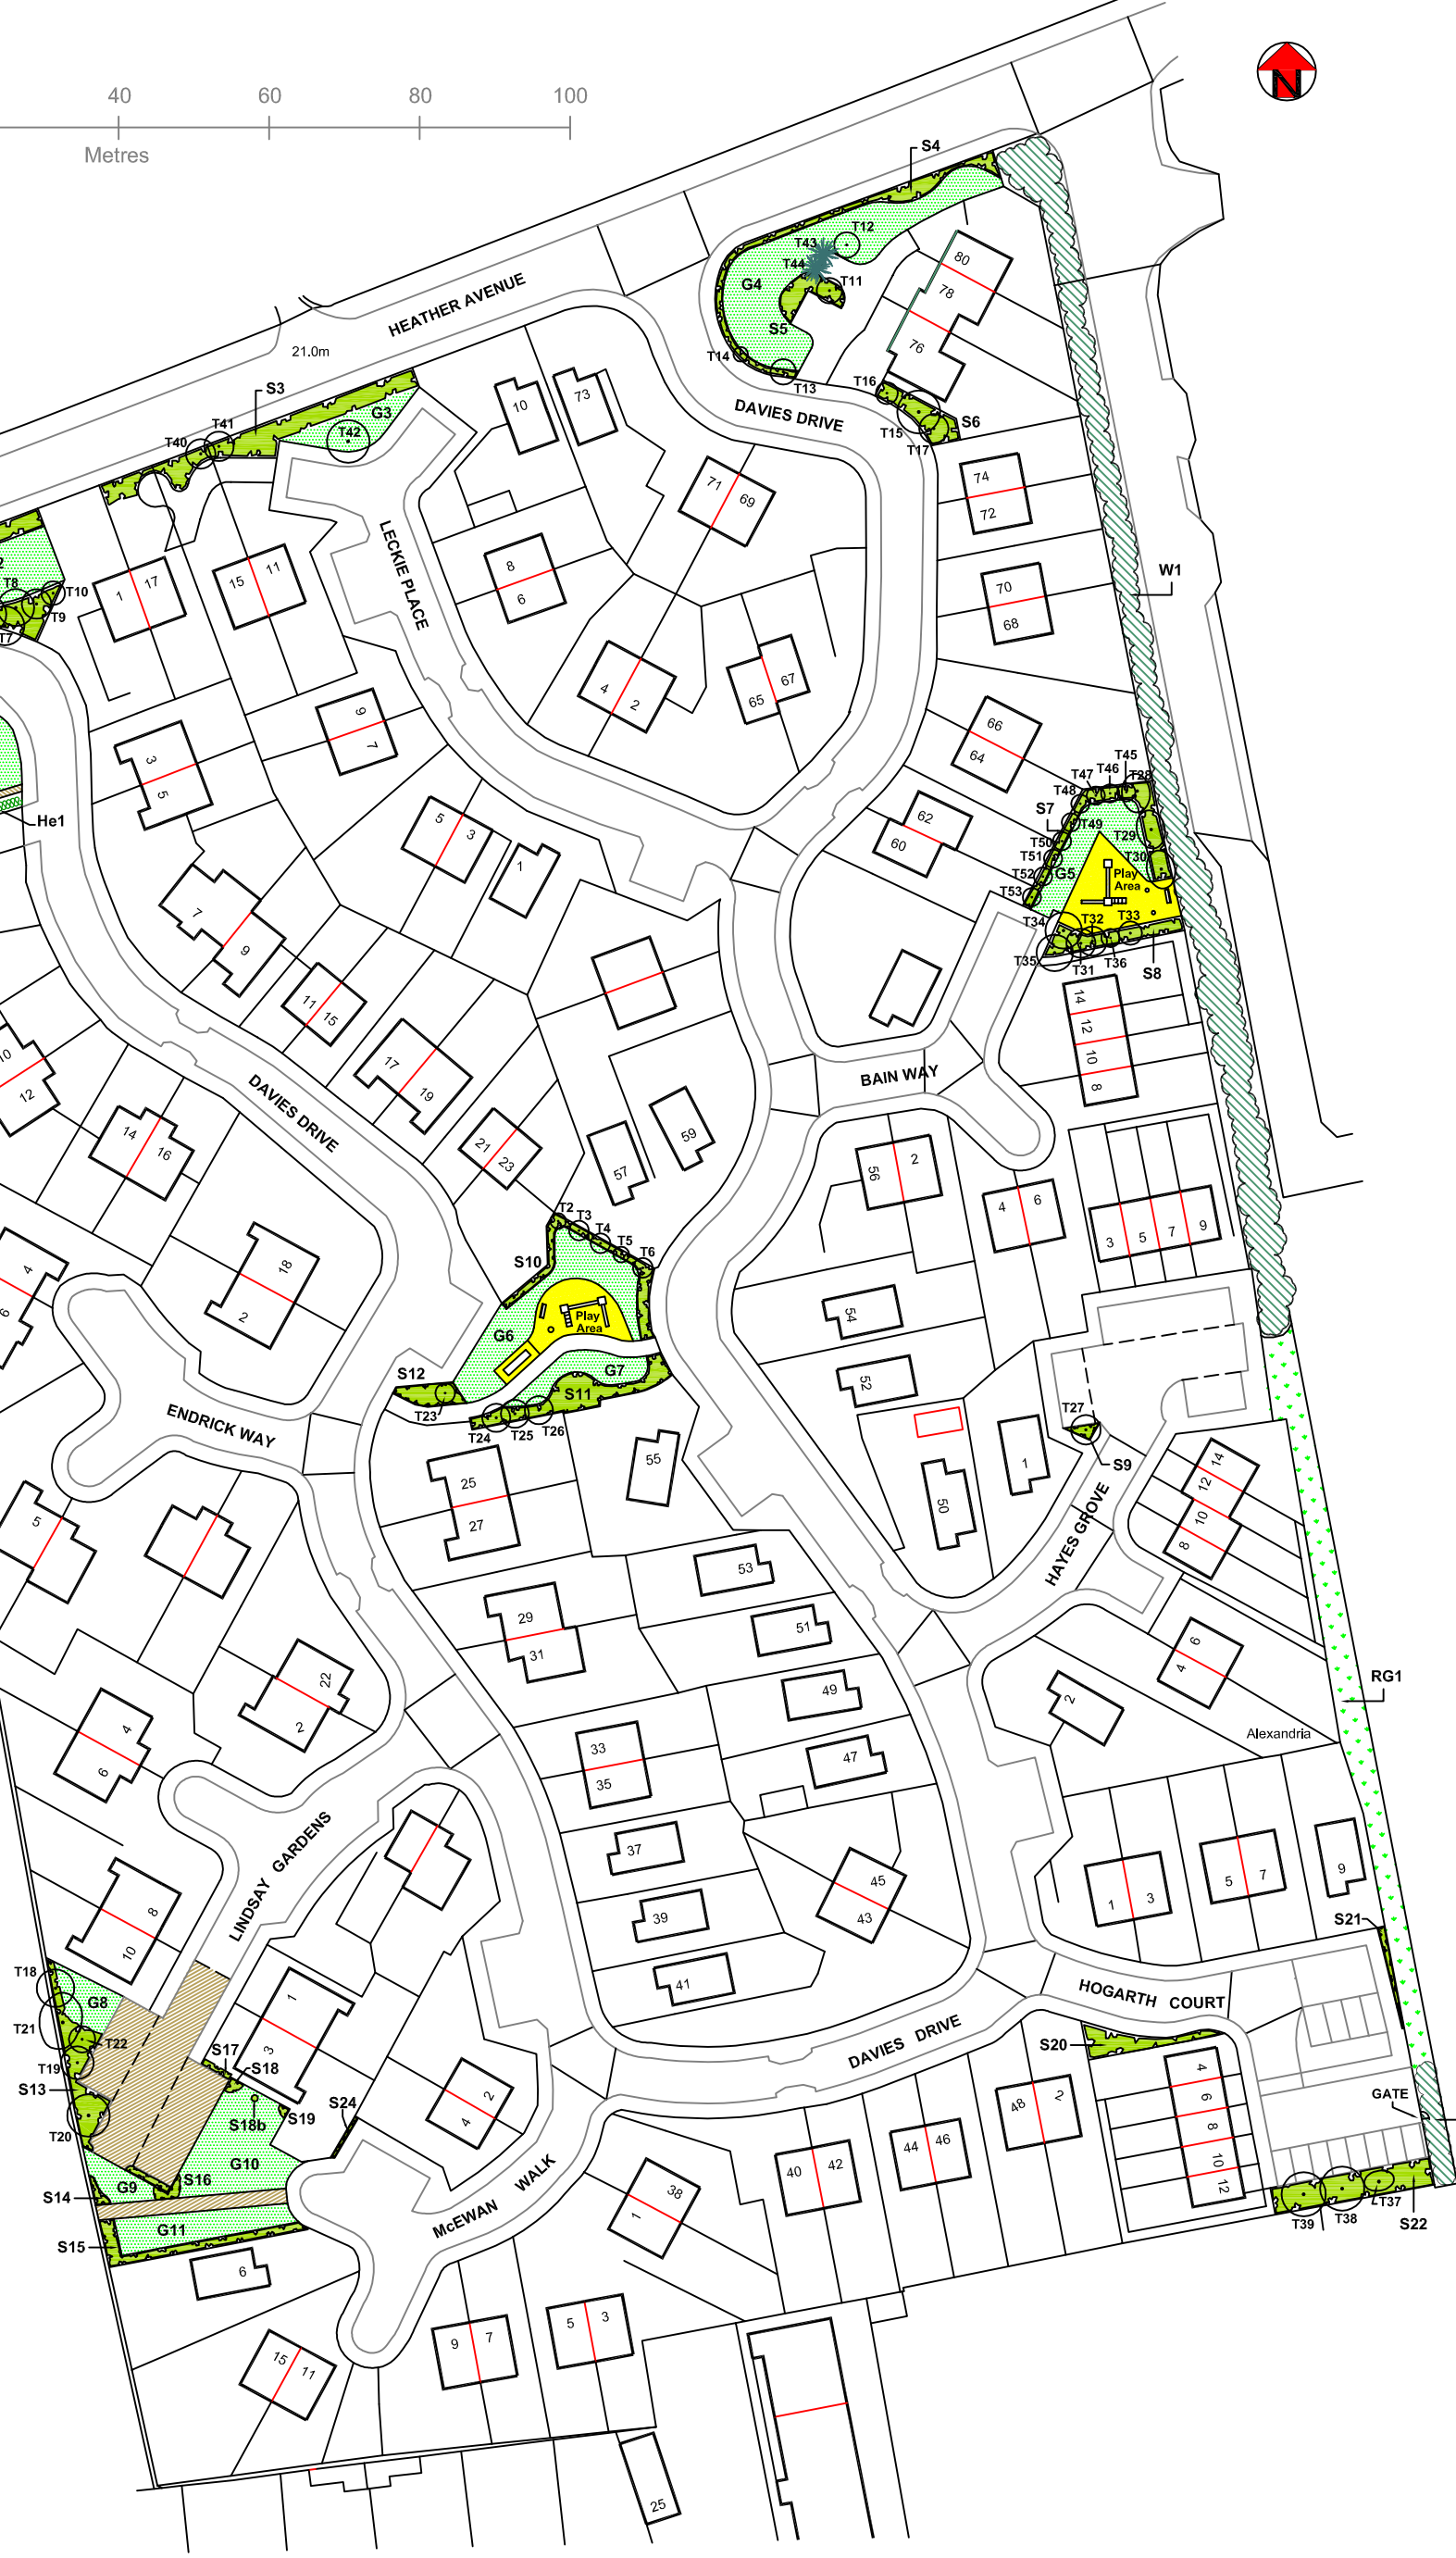 40 60 80 100
Metres
N
S4
T12
T43
T44
T11
G4
S5
T14
T13
80
78
76
HEATHER AVENUE
21.0m
S3
G3
T41
T40
T42
10
73
DAVIES DRIVE
T16
T15
T17
S6
74
72
71
69
LECKIE PLACE
8
6
70
68
W1
T8
T10
T9
T7
1
17
15
11
4
2
65
67
66
64
9
7
3
5
He1
T45
T46
T47
T28
T48
S7
T49
T29
T50
T51
T30
T52
G5
T53
Play
Area
T34
T32
T33
T35
T31
T36
S8
62
60
5
3
1
7
9
11
15
17
19
14
12
10
8
BAIN WAY
10
12
DAVIES DRIVE
14
16
21
23
57
59
56
2
4
6
3
5
7
9
T2
T3
T4
T5
T6
S10
Play
Area
G6
G7
S12
S11
T23
T24
T25
T26
18
2
4
6
54
52
50
1
T27
S9
HAYES GROVE
14
12
10
8
ENDRICK WAY
25
27
55
5
53
29
31
51
49
47
6
4
2
RG1
Alexandria
22
2
4
6
33
35
37
39
41
45
43
1
3
5
7
9
LINDSAY GARDENS
8
10
S21
HOGARTH COURT
T18
G8
T21
T22
T19
S13
T20
1
3
S17
S18
S18b
S19
S24
2
4
DAVIES DRIVE
S20
4
6
8
10
12
GATE
G10
S16
G9
S14
G11
S15
6
McEWAN WALK
38
1
40
42
44
46
48
2
T39
T38
T37
S22
15
11
9
7
5
3
25